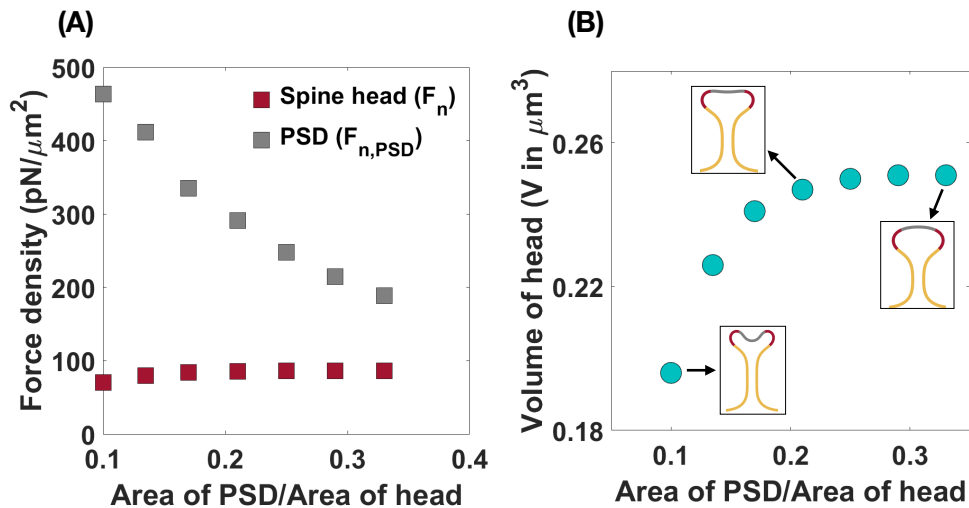 (A)
500
400
300
200
100
0
0.1
0.2
0.3
0.4
Force density (pN/μm²)
Area of PSD/Area of head
Spine head (Fₙ)
PSD (Fₙ,PSD)
(B)
0.26
0.22
0.18
0.1
0.2
0.3
Volume of head (V in μm³)
Area of PSD/Area of head